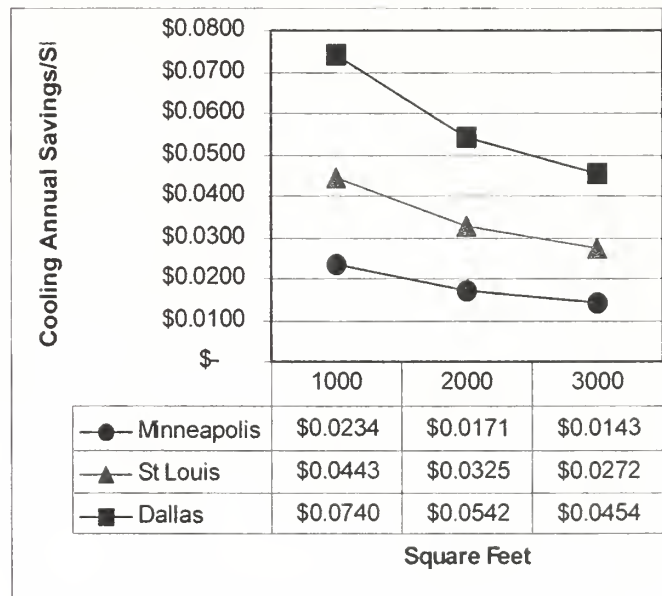 Cooling Annual Savings/Sf
$0.0800
$0.0700
$0.0600
$0.0500
$0.0400
$0.0300
$0.0200
$0.0100
$-
1000 2000 3000
Minneapolis $0.0234 $0.0171 $0.0143
St Louis $0.0443 $0.0325 $0.0272
Dallas $0.0740 $0.0542 $0.0454
Square Feet